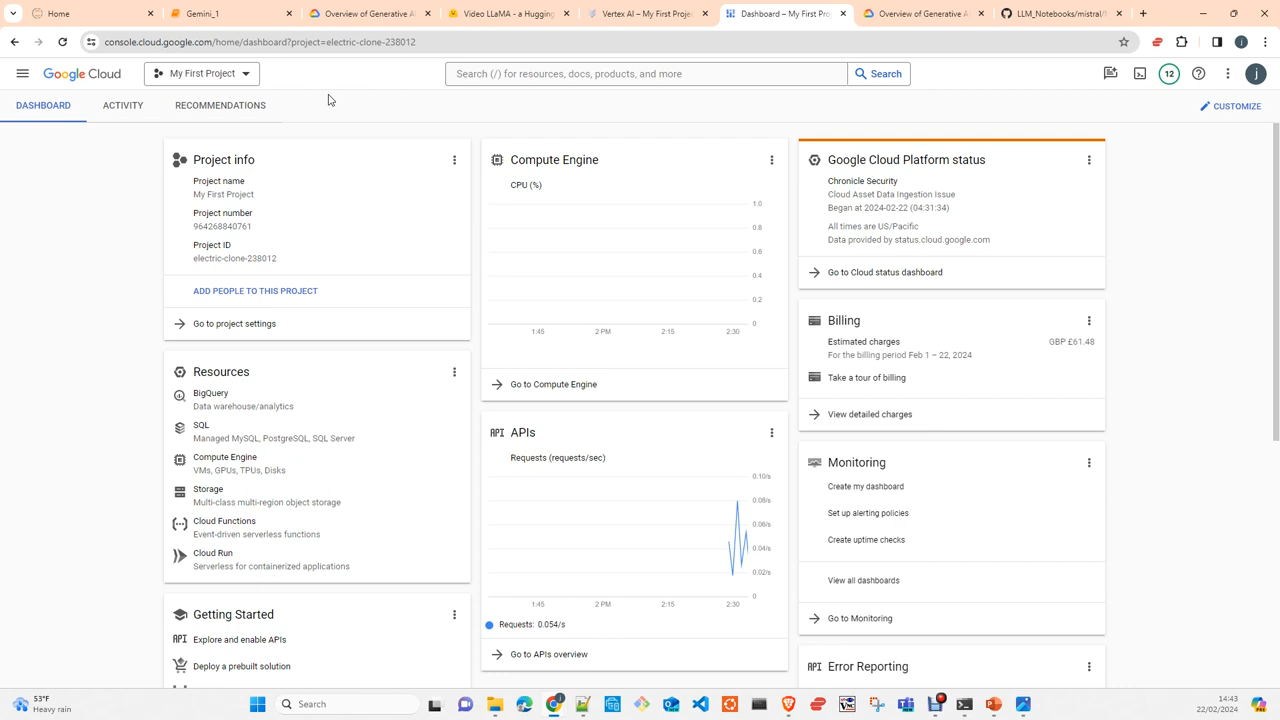 Home
Gemini_1
Overview of Generative AI
Video LLaMA - a Hugging
Vertex AI – My First Proje
Dashboard – My First Proj
Overview of Generative AI
LLM_Notebooks/mistral/
console.cloud.google.com/home/dashboard?project=electric-clone-238012
j
Google Cloud
My First Project
Search (/) for resources, docs, products, and more
Search
12
j
DASHBOARD
ACTIVITY
RECOMMENDATIONS
CUSTOMIZE
Project info
Project name
My First Project
Project number
964268840761
Project ID
electric-clone-238012
ADD PEOPLE TO THIS PROJECT
Go to project settings
Resources
BigQuery
Data warehouse/analytics
SQL
Managed MySQL, PostgreSQL, SQL Server
Compute Engine
VMs, GPUs, TPUs, Disks
Storage
Multi-class multi-region object storage
Cloud Functions
Event-driven serverless functions
Cloud Run
Serverless for containerized applications
Getting Started
API Explore and enable APIs
Deploy a prebuilt solution
Compute Engine
CPU (%)
1.0
0.8
0.6
0.4
0.2
0
1:45 2 PM 2:15 2:30
Go to Compute Engine
API APIs
Requests (requests/sec)
0.10/s
0.08/s
0.06/s
0.04/s
0.02/s
0
1:45 2 PM 2:15 2:30
Requests: 0.054/s
Go to APIs overview
Google Cloud Platform status
Chronicle Security
Cloud Asset Data Ingestion Issue
Began at 2024-02-22 (04:31:34)
All times are US/Pacific
Data provided by status.cloud.google.com
Go to Cloud status dashboard
Billing
Estimated charges GBP £61.48
For the billing period Feb 1 – 22, 2024
Take a tour of billing
View detailed charges
Monitoring
Create my dashboard
Set up alerting policies
Create uptime checks
View all dashboards
Go to Monitoring
API Error Reporting
53°F
Heavy rain
Search
14:43
22/02/2024